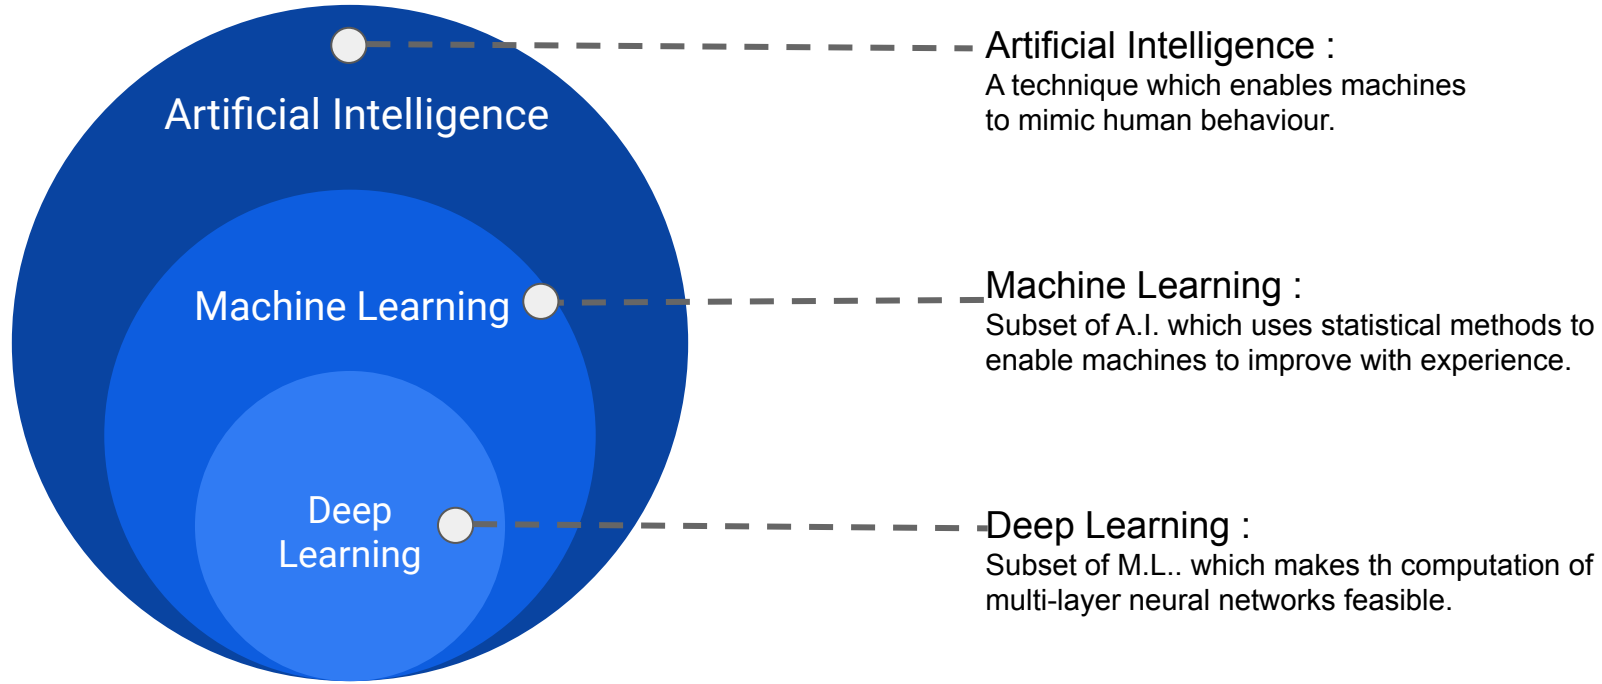 Artificial Intelligence
Machine Learning
Deep
Learning
Artificial Intelligence :
A technique which enables machines
to mimic human behaviour.
Machine Learning :
Subset of A.I. which uses statistical methods to
enable machines to improve with experience.
Deep Learning :
Subset of M.L.. which makes th computation of
multi-layer neural networks feasible.